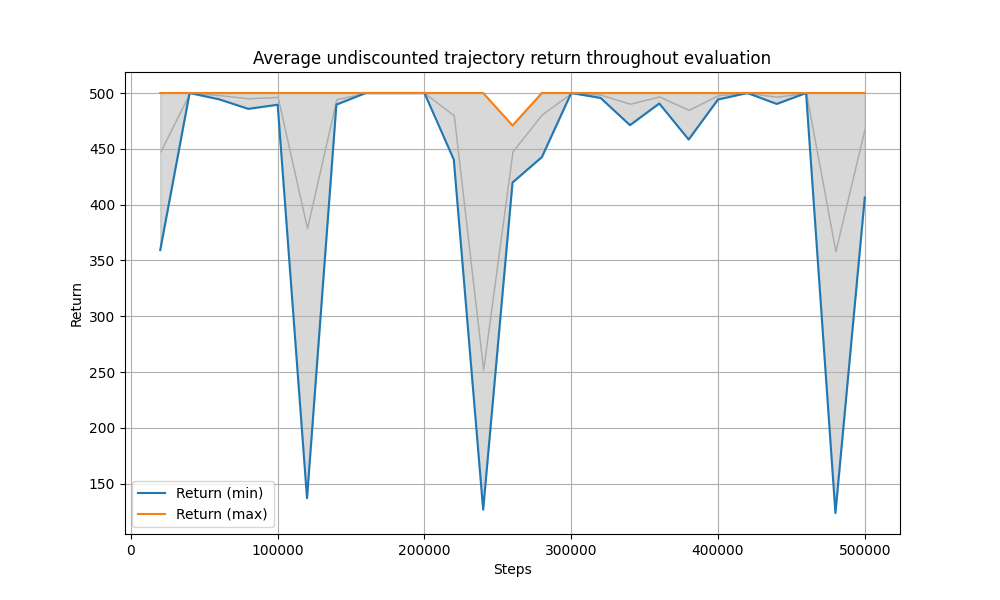 Average undiscounted trajectory return throughout evaluation
500
450
400
350
300
250
200
150
Return
Return (min)
Return (max)
0
100000
200000
300000
400000
500000
Steps